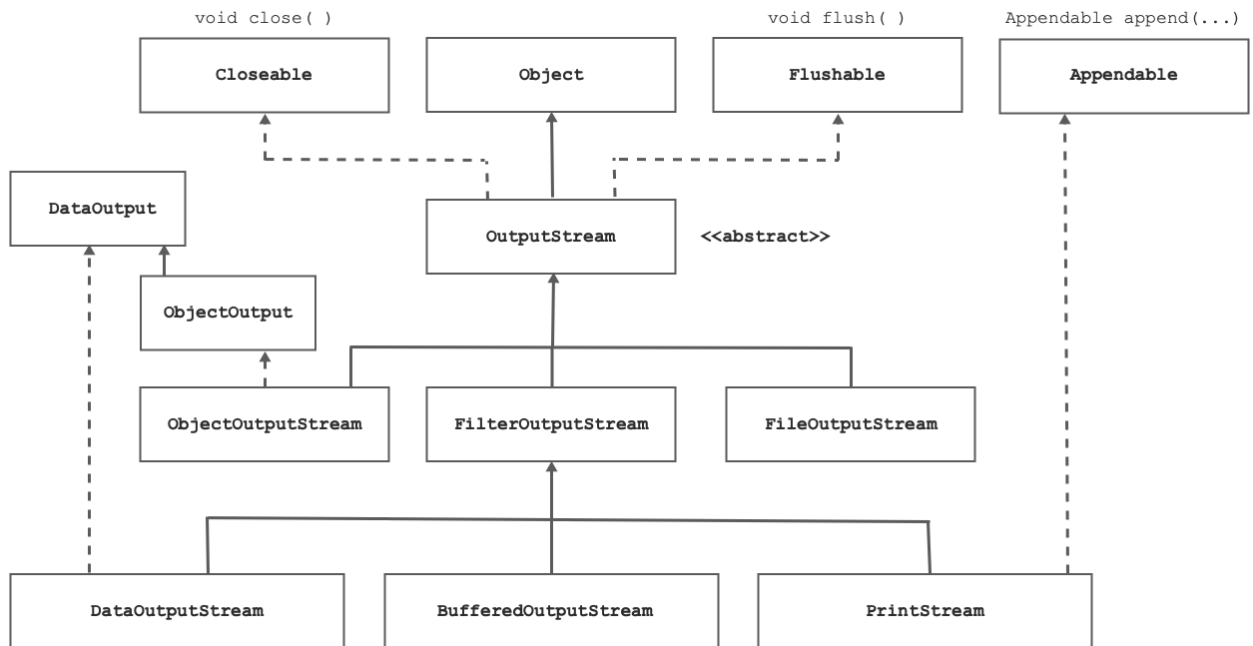 void close( )
void flush( )
Appendable append(...)
Closeable
Object
Flushable
Appendable
DataOutput
OutputStream
<<abstract>>
ObjectOutput
ObjectOutputStream
FilterOutputStream
FileOutputStream
DataOutputStream
BufferedOutputStream
PrintStream